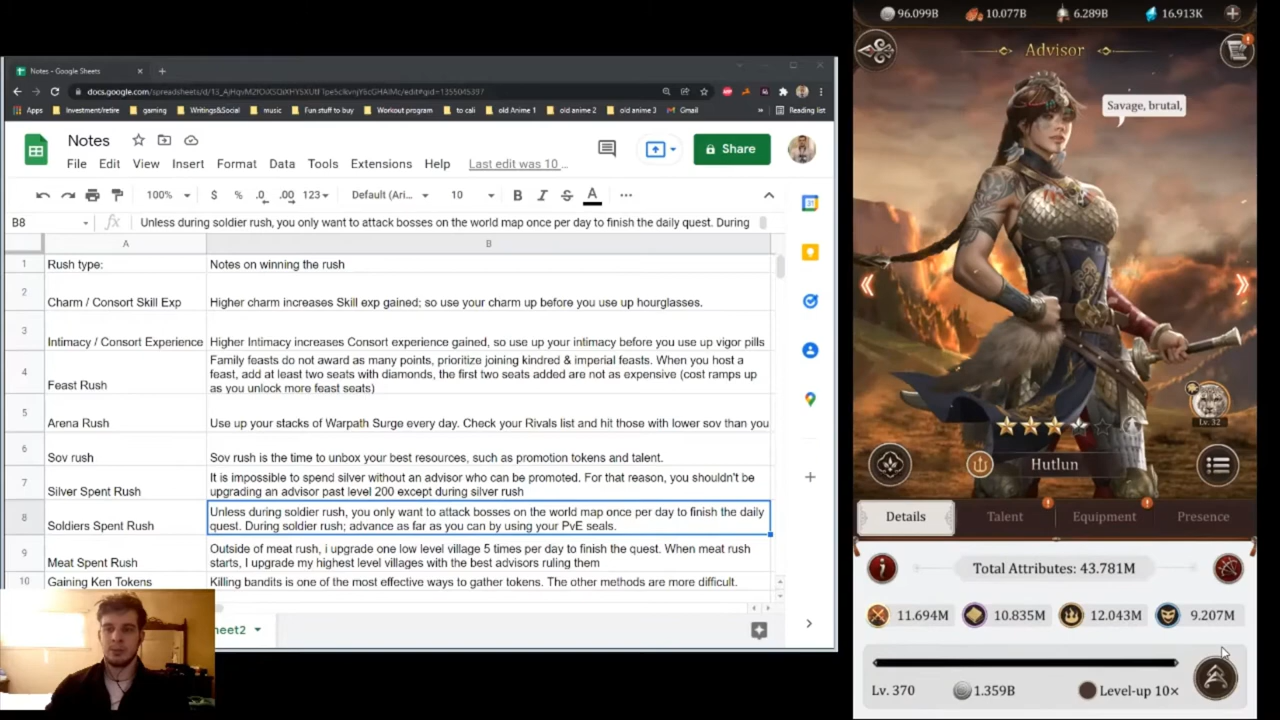 Notes - Google Sheets
docs.google.com/spreadsheets/d/
Apps Investment/retire gaming Writings&Social music Fun stuff to buy Workout program to call old Anime 1 old anime 2 old anime 3 Gmail » Reading list
Notes
File Edit View Insert Format Data Tools Extensions Help Last edit was 10 ...
Share
100% $ % .0 .00 123 Default (Ari... 10 B I S A ...
B8 fx Unless during soldier rush, you only want to attack bosses on the world map once per day to finish the daily quest. During
A B
1 Rush type: Notes on winning the rush
2 Charm / Consort Skill Exp Higher charm increases Skill exp gained; so use your charm up before you use up hourglasses.
3 Intimacy / Consort Experience Higher Intimacy increases Consort experience gained, so use up your intimacy before you use up vigor pills
Family feasts do not award as many points, prioritize joining kindred & imperial feasts. When you host a
feast, add at least two seats with diamonds, the first two seats added are not as expensive (cost ramps up
4 Feast Rush as you unlock more feast seats)
5 Arena Rush Use up your stacks of Warpath Surge every day. Check your Rivals list and hit those with lower sov than you
6 Sov rush Sov rush is the time to unbox your best resources, such as promotion tokens and talent.
It is impossible to spend silver without an advisor who can be promoted. For that reason, you shouldn't be
7 Silver Spent Rush upgrading an advisor past level 200 except during silver rush
Unless during soldier rush, you only want to attack bosses on the world map once per day to finish the daily
8 Soldiers Spent Rush quest. During soldier rush; advance as far as you can by using your PvE seals.
Outside of meat rush, i upgrade one low level village 5 times per day to finish the quest. When meat rush
9 Meat Spent Rush starts, I upgrade my highest level villages with the best advisors ruling them
10 Gaining Ken Tokens Killing bandits is one of the most effective ways to gather tokens. The other methods are more difficult.
heet2
96.099B 10.077B 6.289B 16.913K
Advisor
Savage, brutal,
Lv. 32
Hutlun
Details Talent Equipment Presence
Total Attributes: 43.781M
11.694M 10.835M 12.043M 9.207M
Lv. 370 1.359B Level-up 10×